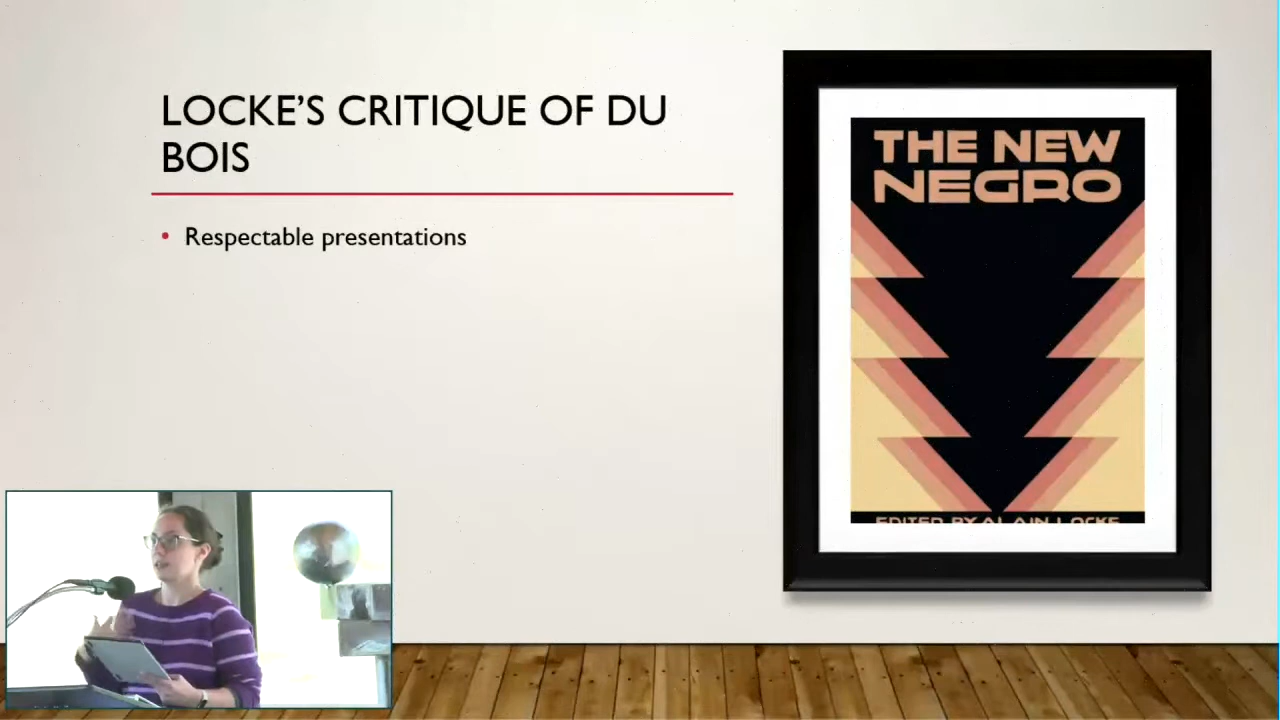 LOCKE'S CRITIQUE OF DU
BOIS
• Respectable presentations
THE NEW
NEGRO
EDITED BY ALAIN LOCKE